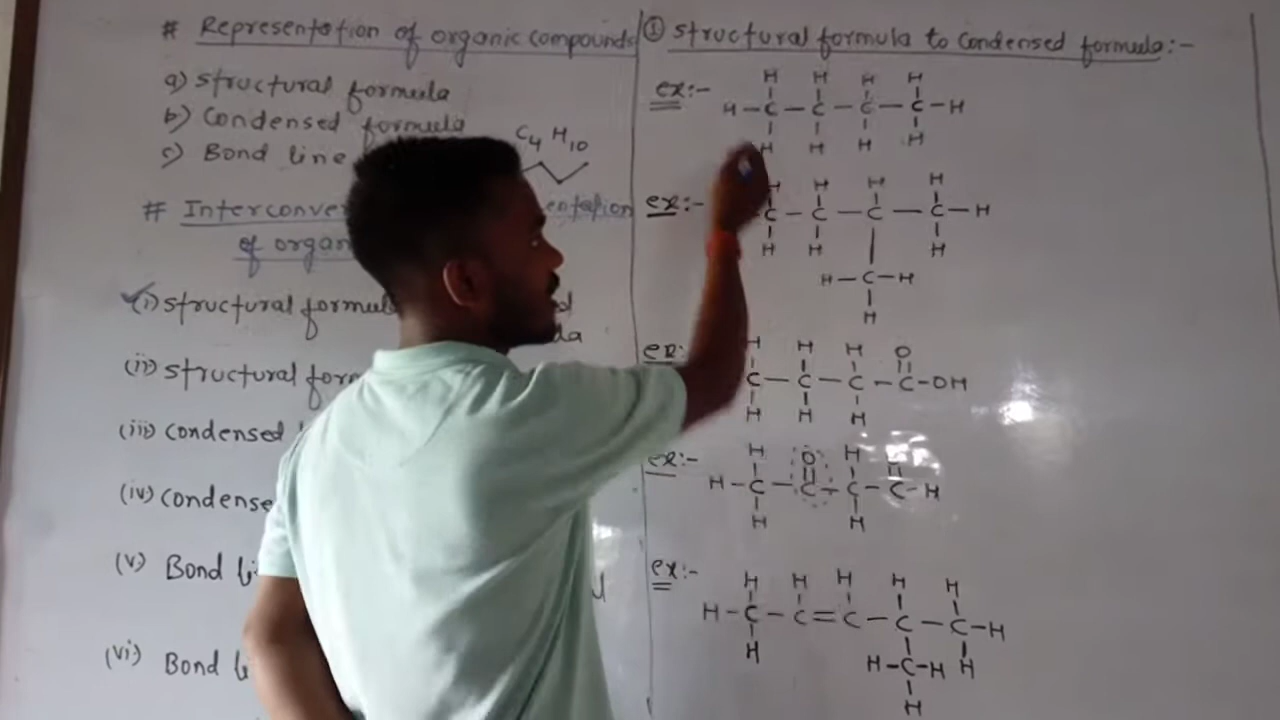 # Representation of organic compounds
a) structural formula
b) Condensed formula
c) Bond line
C4 H10
# Interconver entation
of organ
(i) structural formul
(ii) structural for
(iii) condensed
(iv) condense
(v) Bond
(vi) Bond
① structural formula to Condensed formula:-
ex:-
H H H H
H-C-C-C-C-H
H H H H
ex:-
H H H H
C-C-C-C-H
H H H
H-C-H
H
ex:
H H H O
C-C-C-C-OH
H H H
ex:-
H O H H
H-C-C-C-C-H
H H
ex:-
H H H H H
H-C-C=C-C-C-H
H H
H-C-H
H